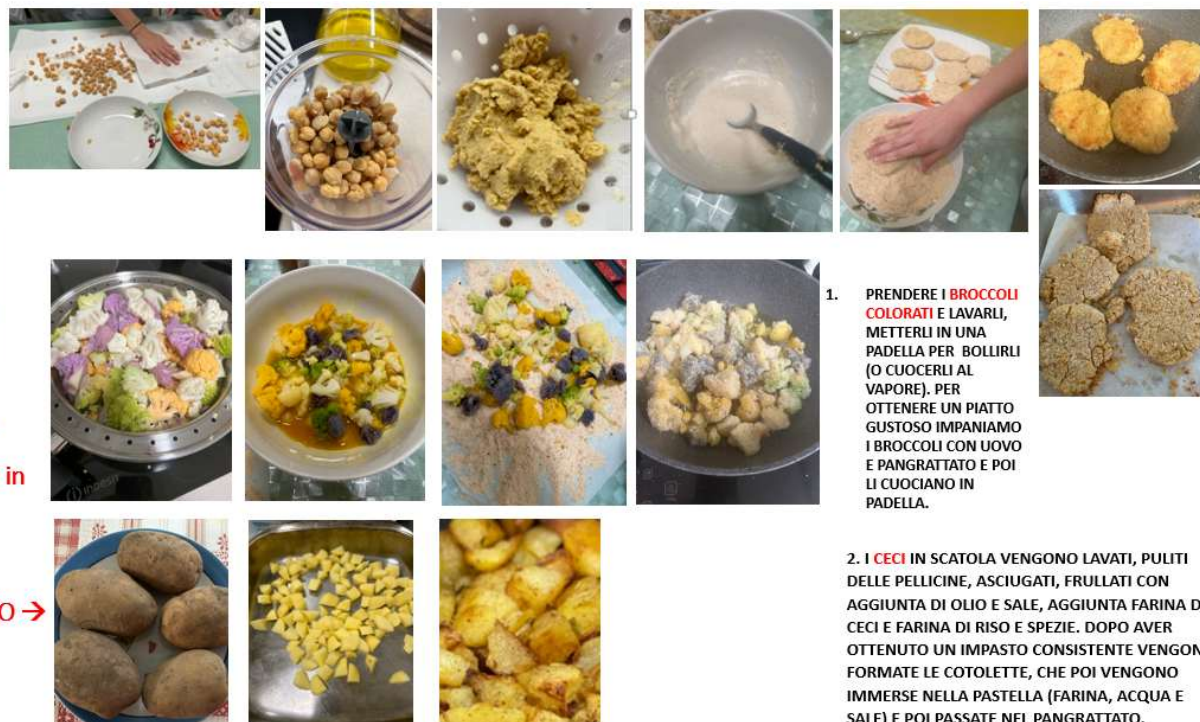 in
O →
1. PRENDERE I BROCCOLI
COLORATI E LAVARLI,
METTERLI IN UNA
PADELLA PER BOLLIRLI
(O CUOCERLI AL
VAPORE). PER
OTTENERE UN PIATTO
GUSTOSO IMPANIAMO
I BROCCOLI CON UOVO
E PANGRATTATO E POI
LI CUOCIANO IN
PADELLA.
2. I CECI IN SCATOLA VENGONO LAVATI, PULITI
DELLE PELLICINE, ASCIUGATI, FRULLATI CON
AGGIUNTA DI OLIO E SALE, AGGIUNTA FARINA D
CECI E FARINA DI RISO E SPEZIE. DOPO AVER
OTTENUTO UN IMPASTO CONSISTENTE VENGON
FORMATE LE COTOLETTE, CHE POI VENGONO
IMMERSE NELLA PASTELLA (FARINA, ACQUA E
SALE) E POI PASSATE NEL PANGRATTATO.